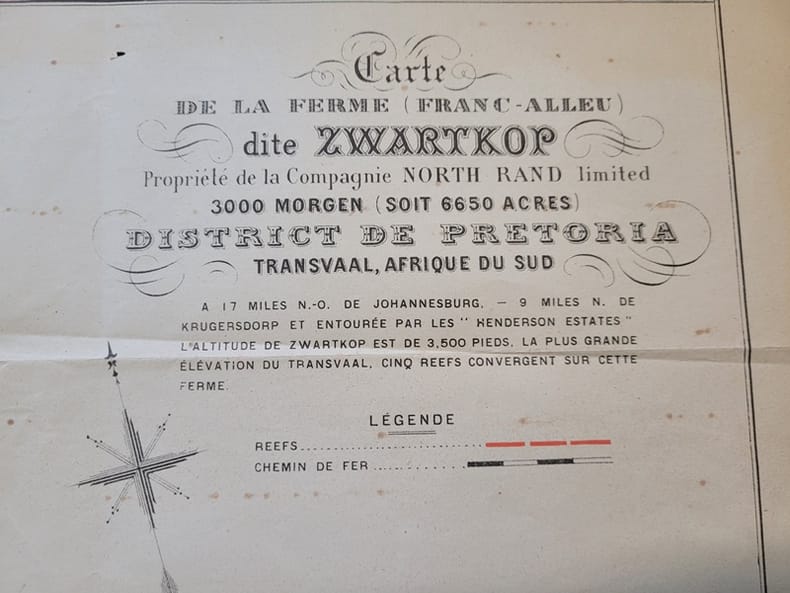 Carte
DE LA FERME (FRANC-ALLEU)
dite ZWARTKOP
Propriété de la Compagnie NORTH RAND limited
3000 MORGEN (SOIT 6650 ACRES)
DISTRICT DE PRETORIA
TRANSVAAL, AFRIQUE DU SUD
A 17 MILES N.-O. DE JOHANNESBURG. — 9 MILES N. DE
KRUGERSDORP ET ENTOURÉE PAR LES "HENDERSON ESTATES"
L'ALTITUDE DE ZWARTKOP EST DE 3,500 PIEDS. LA PLUS GRANDE
ÉLÉVATION DU TRANSVAAL, CINQ REEFS CONVERGENT SUR CETTE
FERME.
LÉGENDE
REEFS
CHEMIN DE FER